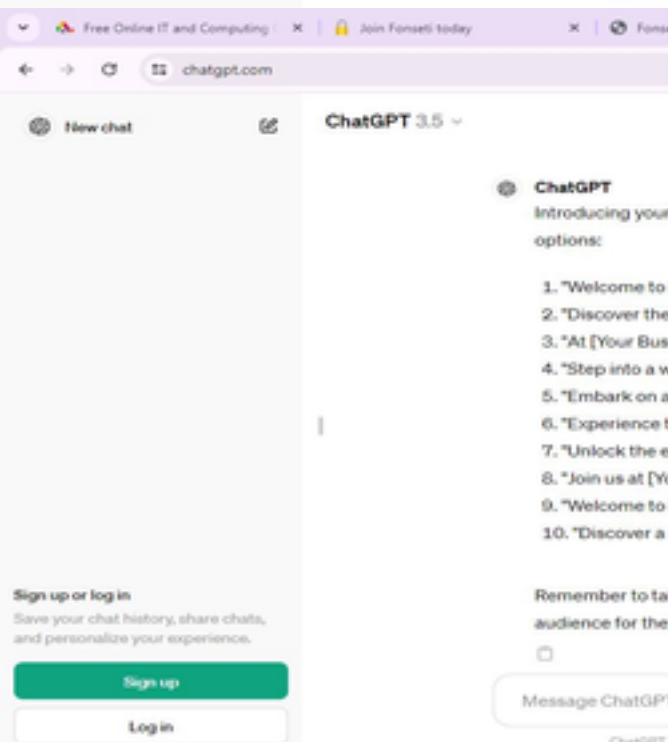 Free Online IT and Computing
Join Fonseti today
Fonse
chatgpt.com
New chat
ChatGPT 3.5
ChatGPT
Introducing your
options:
1. "Welcome to
2. "Discover the
3. "At [Your Bus
4. "Step into a w
5. "Embark on a
6. "Experience t
7. "Unlock the e
8. "Join us at [Yo
9. "Welcome to
10. "Discover a
Remember to tai
audience for the
Sign up or log in
Save your chat history, share chats,
and personalize your experience.
Sign up
Log in
Message ChatGPT
ChatGPT